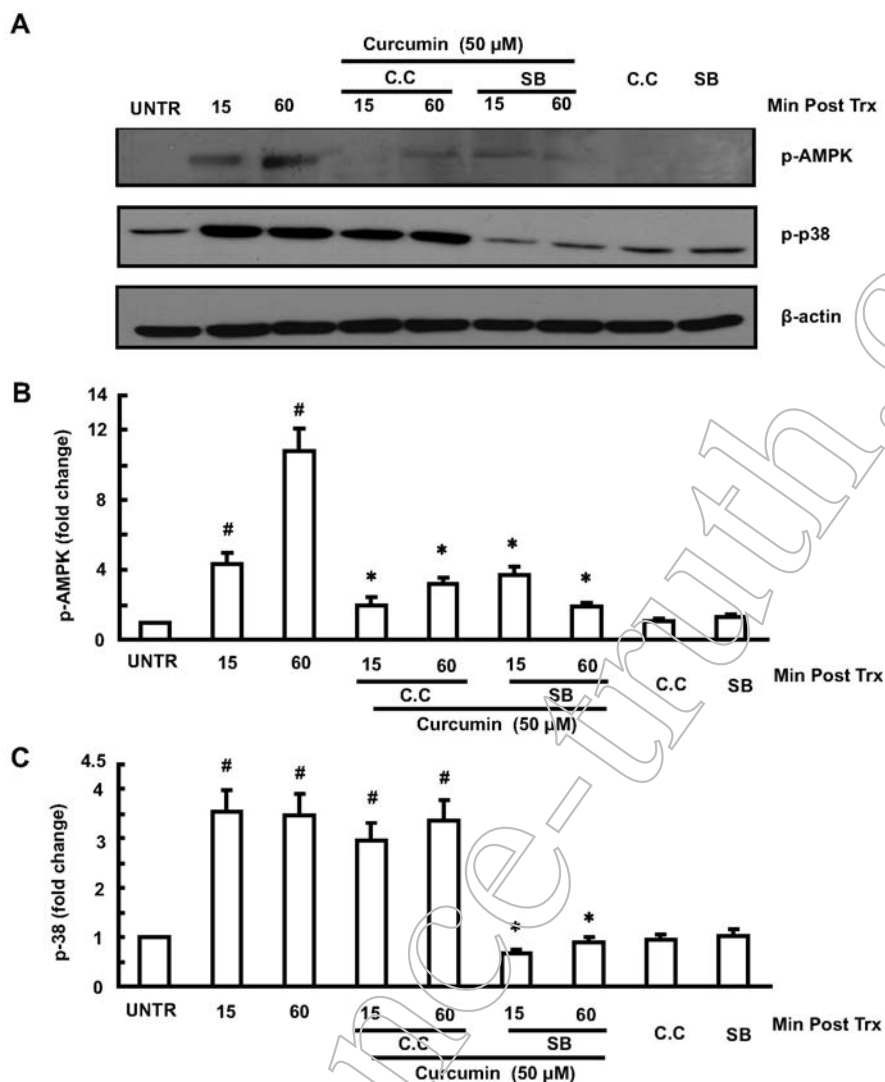 A
Curcumin (50 µM)
C.C SB C.C SB
UNTR 15 60 15 60 15 60 Min Post Trx
p-AMPK
p-p38
β-actin
B
p-AMPK (fold change)
14
12
8
4
2
0
# # * * * *
UNTR 15 60 15 60 15 60 C.C SB Min Post Trx
C.C SB
Curcumin (50 µM)
C
p-38 (fold change)
4.5
4
3
2
1
0
# # # # * *
UNTR 15 60 15 60 15 60 C.C SB Min Post Trx
C.C SB
Curcumin (50 µM)
nce-truth.